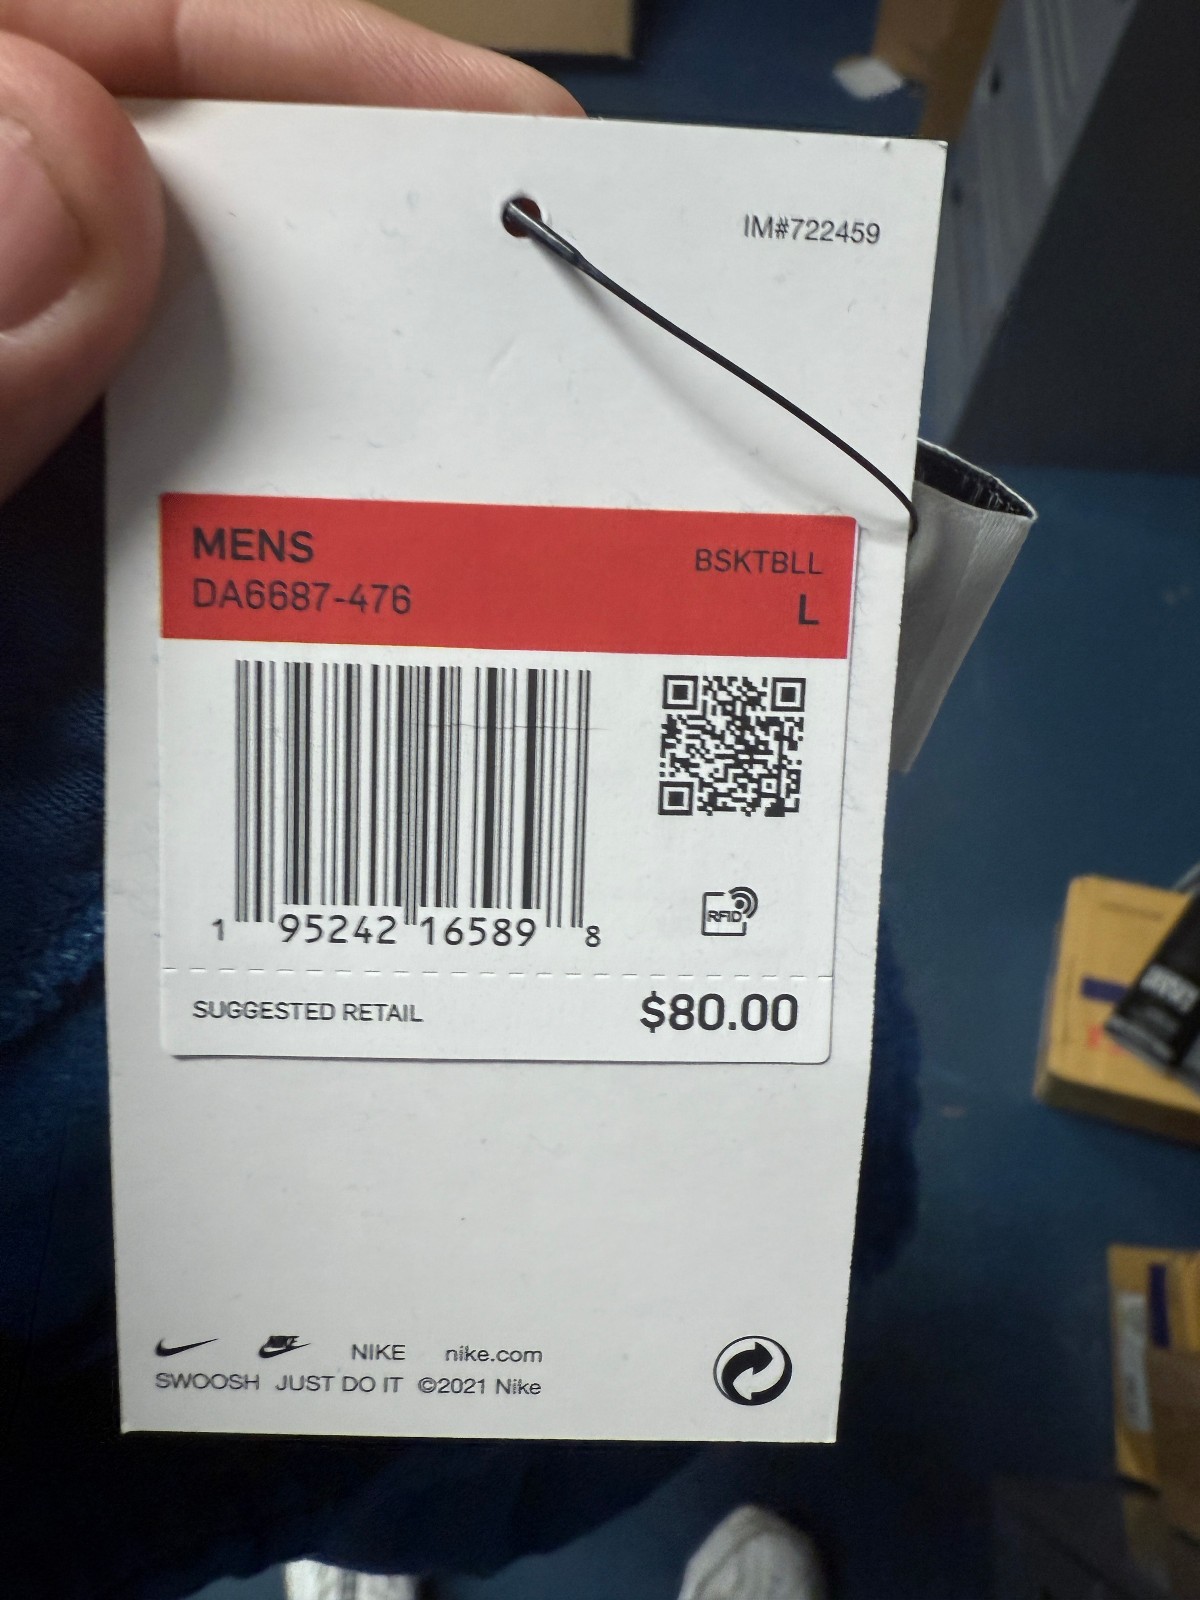 IM#722459
MENS
BSKTBLL
DA6687-476
L
1 95242 16589 8
RFID
SUGGESTED RETAIL
$80.00
NIKE NIKE nike.com
SWOOSH JUST DO IT ©2021 Nike